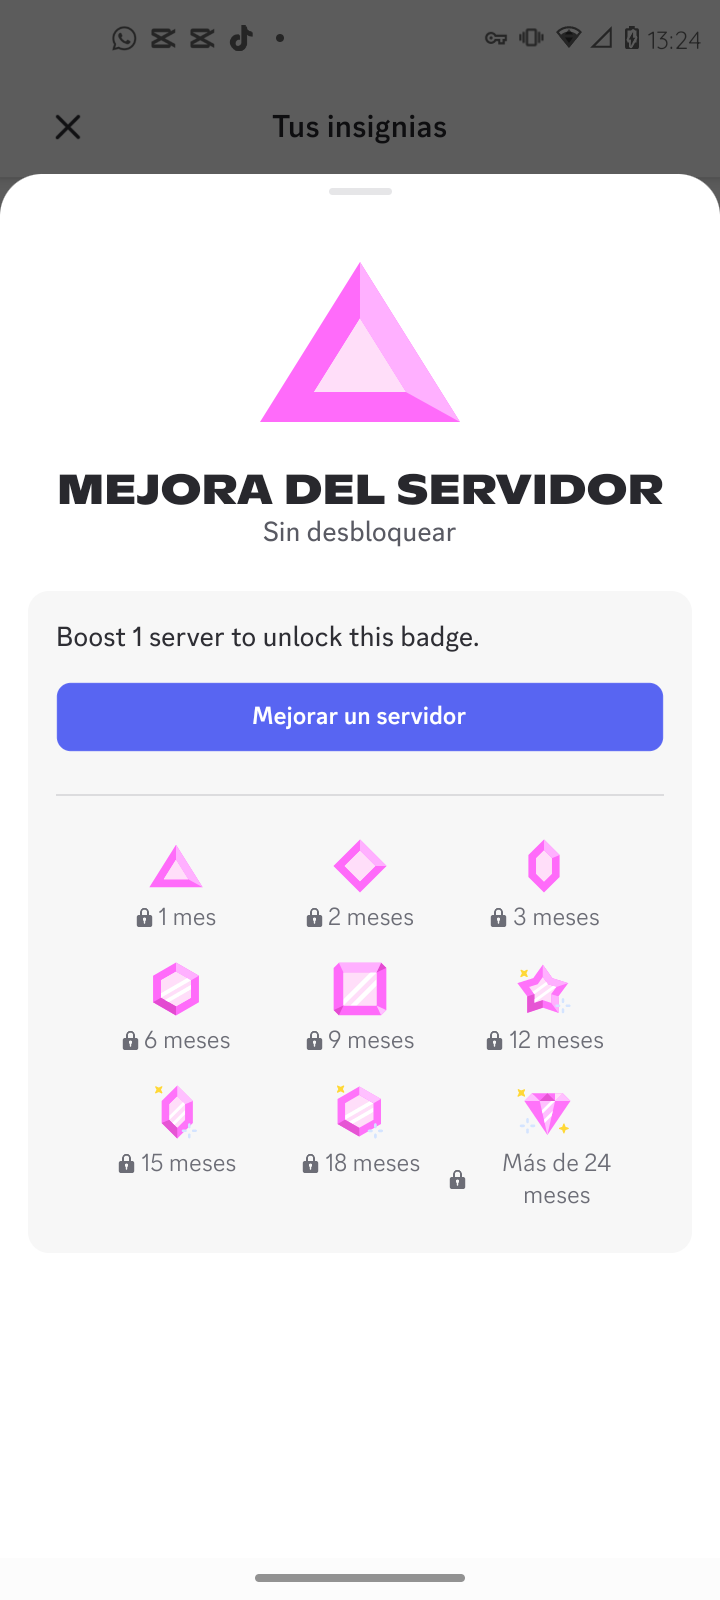 13:24
Tus insignias
MEJORA DEL SERVIDOR
Sin desbloquear
Boost 1 server to unlock this badge.
Mejorar un servidor
1 mes
2 meses
3 meses
6 meses
9 meses
12 meses
15 meses
18 meses
Más de 24
meses